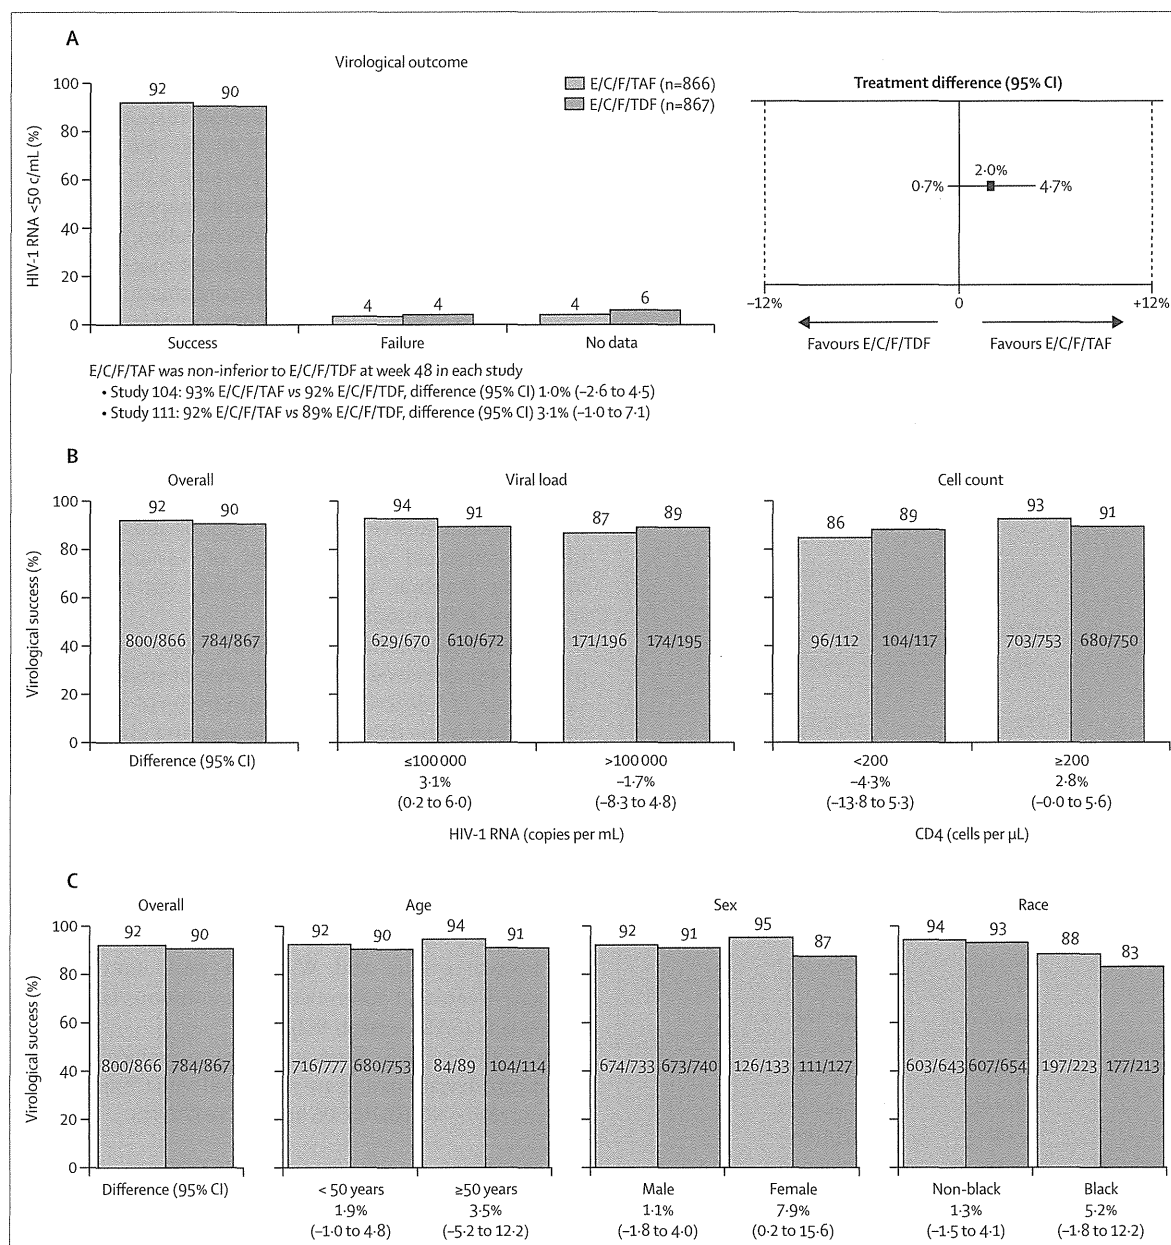 A
Virological outcome
E/C/F/TAF (n=866)
E/C/F/TDF (n=867)
HIV-1 RNA <50 c/mL (%)
100
80
60
40
20
0
92 90
4 4
4 6
Success Failure No data
Treatment difference (95% CI)
2·0%
0·7% 4·7%
–12% 0 +12%
Favours E/C/F/TDF Favours E/C/F/TAF
E/C/F/TAF was non-inferior to E/C/F/TDF at week 48 in each study
• Study 104: 93% E/C/F/TAF vs 92% E/C/F/TDF, difference (95% CI) 1·0% (–2·6 to 4·5)
• Study 111: 92% E/C/F/TAF vs 89% E/C/F/TDF, difference (95% CI) 3·1% (–1·0 to 7·1)
B
Overall Viral load Cell count
Virological success (%)
100
80
60
40
20
0
92 90 94 91 87 89 86 89 93 91
800/866 784/867 629/670 610/672 171/196 174/195 96/112 104/117 703/753 680/750
Difference (95% CI) ≤100 000 >100 000 <200 ≥200
3·1% –1·7% –4·3% 2·8%
(0·2 to 6·0) (–8·3 to 4·8) (–13·8 to 5·3) (–0·0 to 5·6)
HIV-1 RNA (copies per mL) CD4 (cells per µL)
C
Overall Age Sex Race
Virological success (%)
100
80
60
40
20
0
92 90 92 90 94 91 92 91 95 87 94 93 88 83
800/866 784/867 716/777 680/753 84/89 104/114 674/733 673/740 126/133 111/127 603/643 607/654 197/223 177/213
Difference (95% CI) < 50 years ≥50 years Male Female Non-black Black
1·9% 3·5% 1·1% 7·9% 1·3% 5·2%
(–1·0 to 4·8) (–5·2 to 12·2) (–1·8 to 4·0) (0·2 to 15·6) (–1·5 to 4·1) (–1·8 to 12·2)